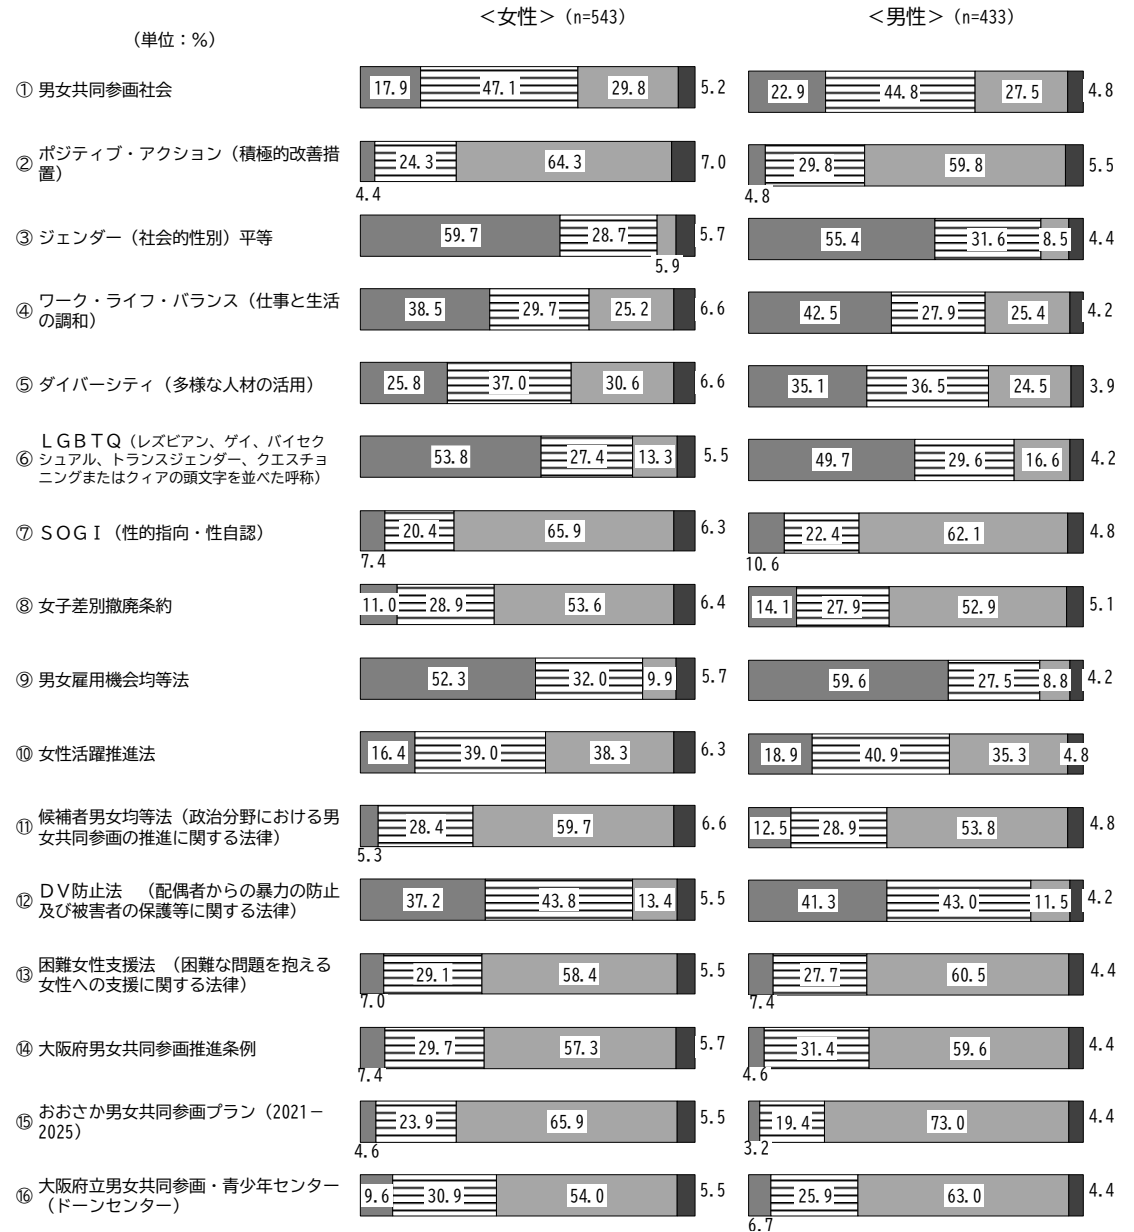 ＜女性＞（n=543）
＜男性＞（n=433）
（単位：％）
① 男女共同参画社会
17.9 47.1 29.8 5.2
22.9 44.8 27.5 4.8
② ポジティブ・アクション（積極的改善措
置）
4.4 24.3 64.3 7.0
4.8 29.8 59.8 5.5
③ ジェンダー（社会的性別）平等
59.7 28.7 5.9 5.7
55.4 31.6 8.5 4.4
④ ワーク・ライフ・バランス（仕事と生活
の調和）
38.5 29.7 25.2 6.6
42.5 27.9 25.4 4.2
⑤ ダイバーシティ（多様な人材の活用）
25.8 37.0 30.6 6.6
35.1 36.5 24.5 3.9
⑥ ＬＧＢＴＱ（レズビアン、ゲイ、バイセク
シュアル、トランスジェンダー、クエスチョ
ニングまたはクィアの頭文字を並べた呼称）
53.8 27.4 13.3 5.5
49.7 29.6 16.6 4.2
⑦ ＳＯＧＩ（性的指向・性自認）
7.4 20.4 65.9 6.3
10.6 22.4 62.1 4.8
⑧ 女子差別撤廃条約
11.0 28.9 53.6 6.4
14.1 27.9 52.9 5.1
⑨ 男女雇用機会均等法
52.3 32.0 9.9 5.7
59.6 27.5 8.8 4.2
⑩ 女性活躍推進法
16.4 39.0 38.3 6.3
18.9 40.9 35.3 4.8
⑪ 候補者男女均等法（政治分野における男
女共同参画の推進に関する法律）
5.3 28.4 59.7 6.6
12.5 28.9 53.8 4.8
⑫ ＤＶ防止法　（配偶者からの暴力の防止
及び被害者の保護等に関する法律）
37.2 43.8 13.4 5.5
41.3 43.0 11.5 4.2
⑬ 困難女性支援法　（困難な問題を抱える
女性への支援に関する法律）
7.0 29.1 58.4 5.5
7.4 27.7 60.5 4.4
⑭ 大阪府男女共同参画推進条例
7.4 29.7 57.3 5.7
4.6 31.4 59.6 4.4
⑮ おおさか男女共同参画プラン（2021－
2025）
4.6 23.9 65.9 5.5
3.2 19.4 73.0 4.4
⑯ 大阪府立男女共同参画・青少年センター
（ドーンセンター）
9.6 30.9 54.0 5.5
6.7 25.9 63.0 4.4